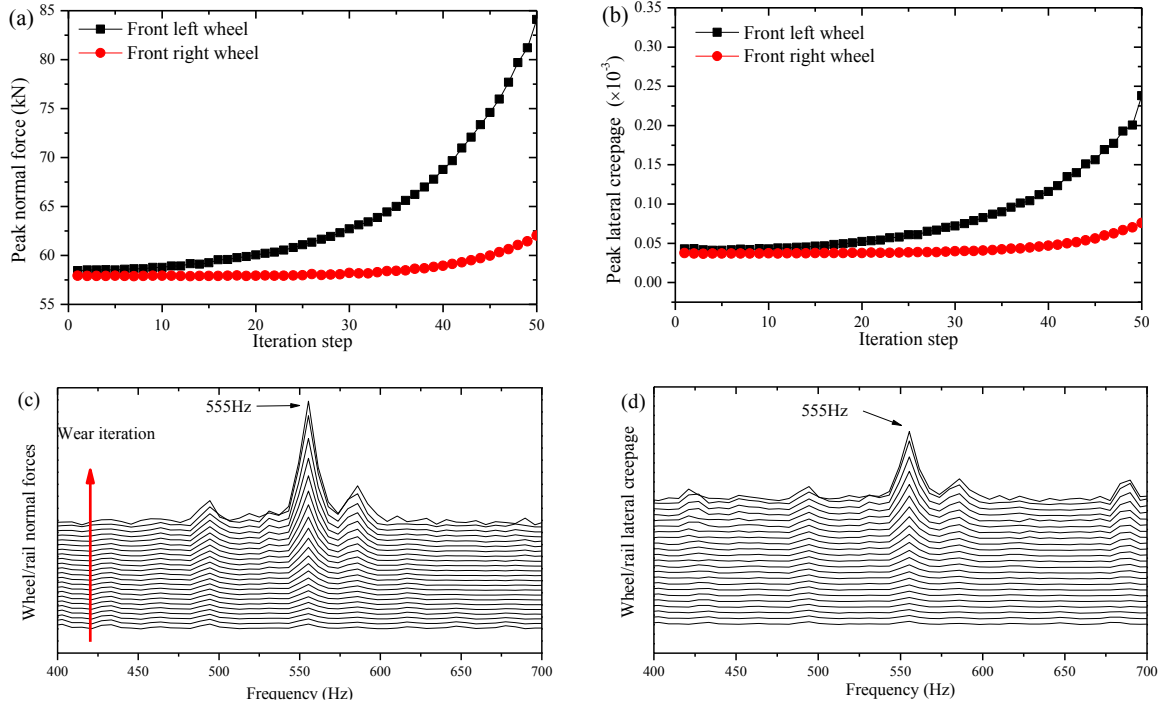 (a)
Front left wheel
Front right wheel
85
80
75
70
65
60
55
Peak normal force (kN)
0
10
20
30
40
50
Iteration step
(b)
Front left wheel
Front right wheel
0.35
0.30
0.25
0.20
0.15
0.10
0.05
0.00
Peak lateral creepage (×10⁻³)
0
10
20
30
40
50
Iteration step
(c)
555Hz
Wear iteration
Wheel/rail normal forces
400
450
500
550
600
650
700
Frequency (Hz)
(d)
555Hz
Wheel/rail lateral creepage
400
450
500
550
600
650
700
Frequency (Hz)